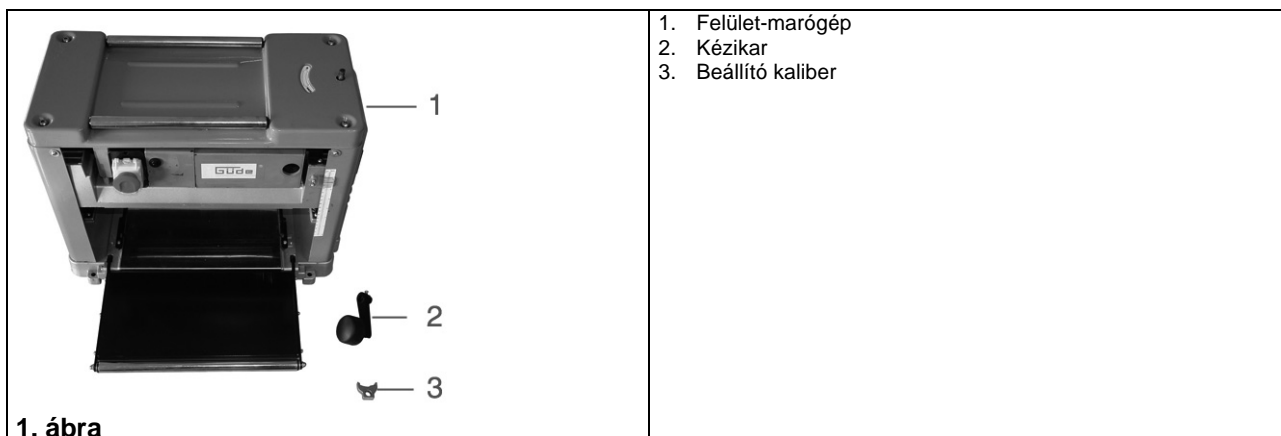 1
Güde
2
3
1. ábra
1. Felület-marógép
2. Kézikar
3. Beállító kaliber